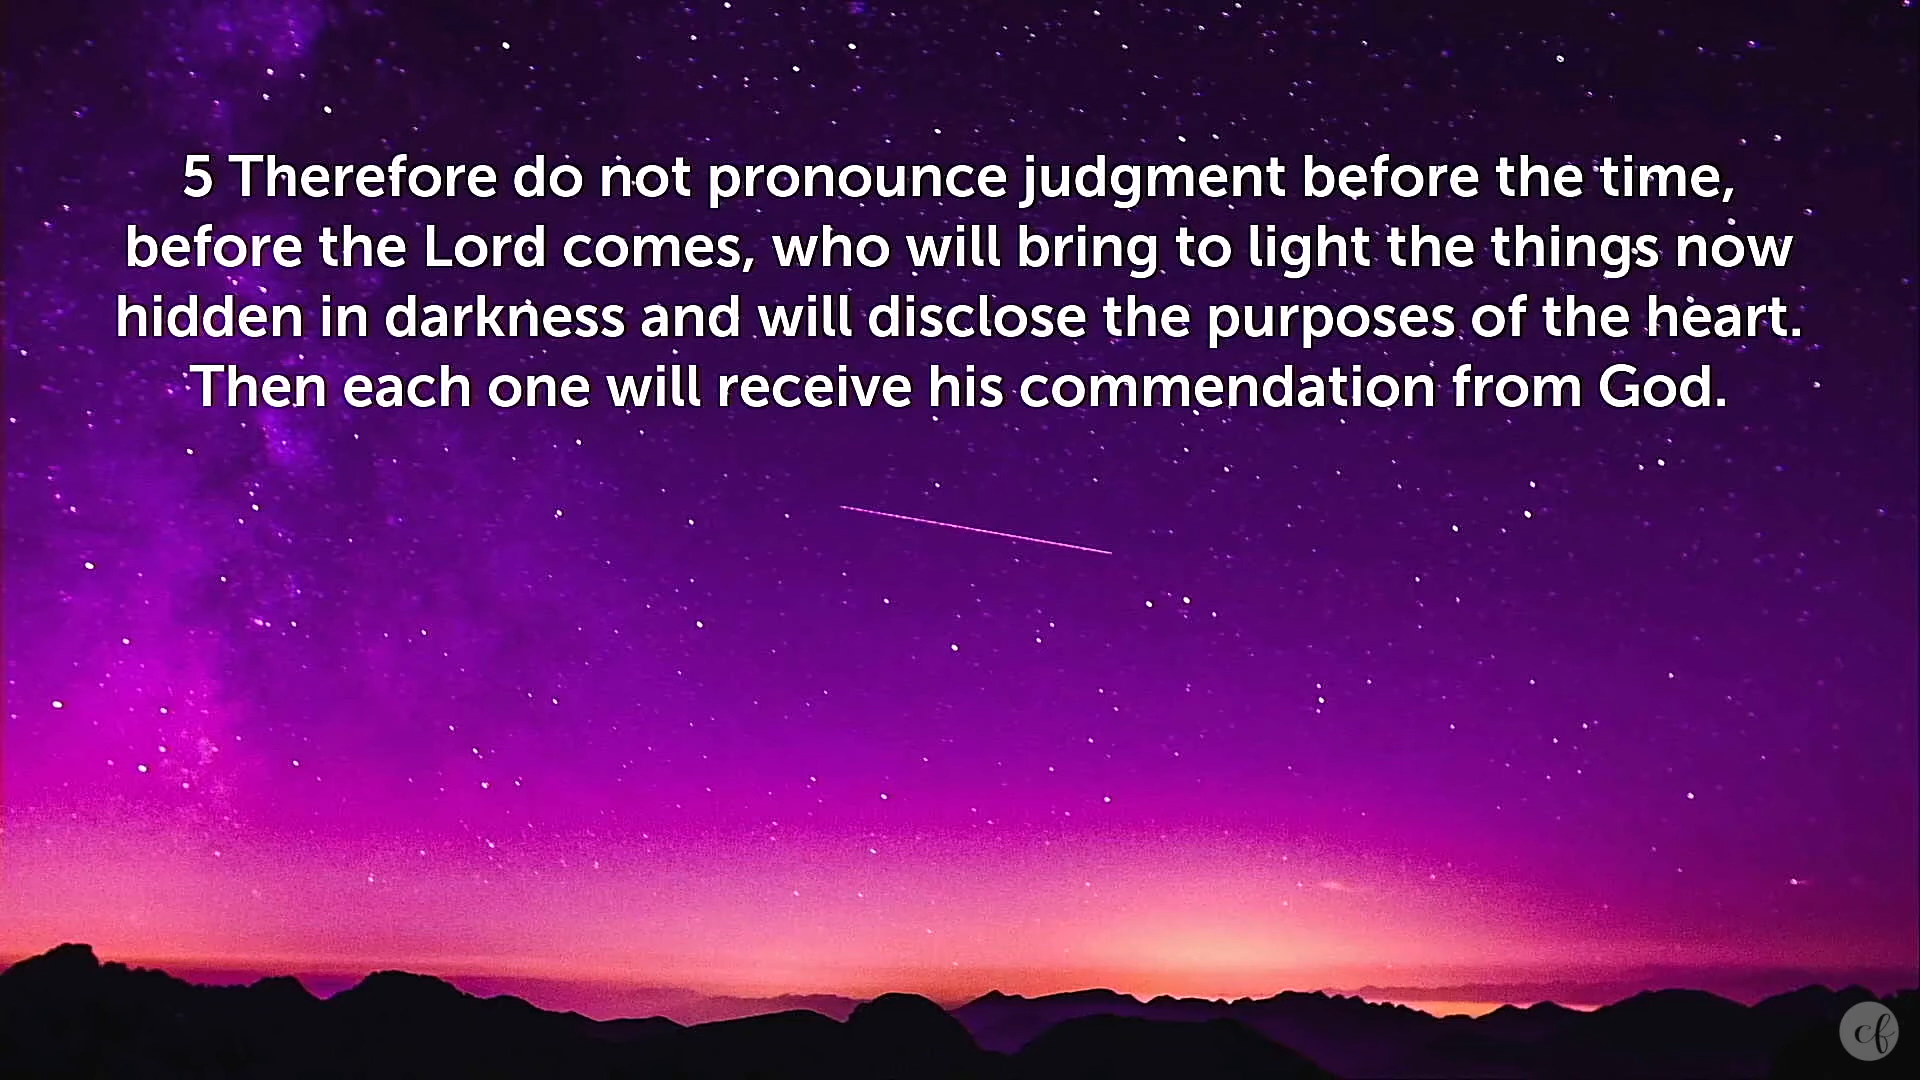 5 Therefore do not pronounce judgment before the time,
before the Lord comes, who will bring to light the things now
hidden in darkness and will disclose the purposes of the heart.
Then each one will receive his commendation from God.
cf